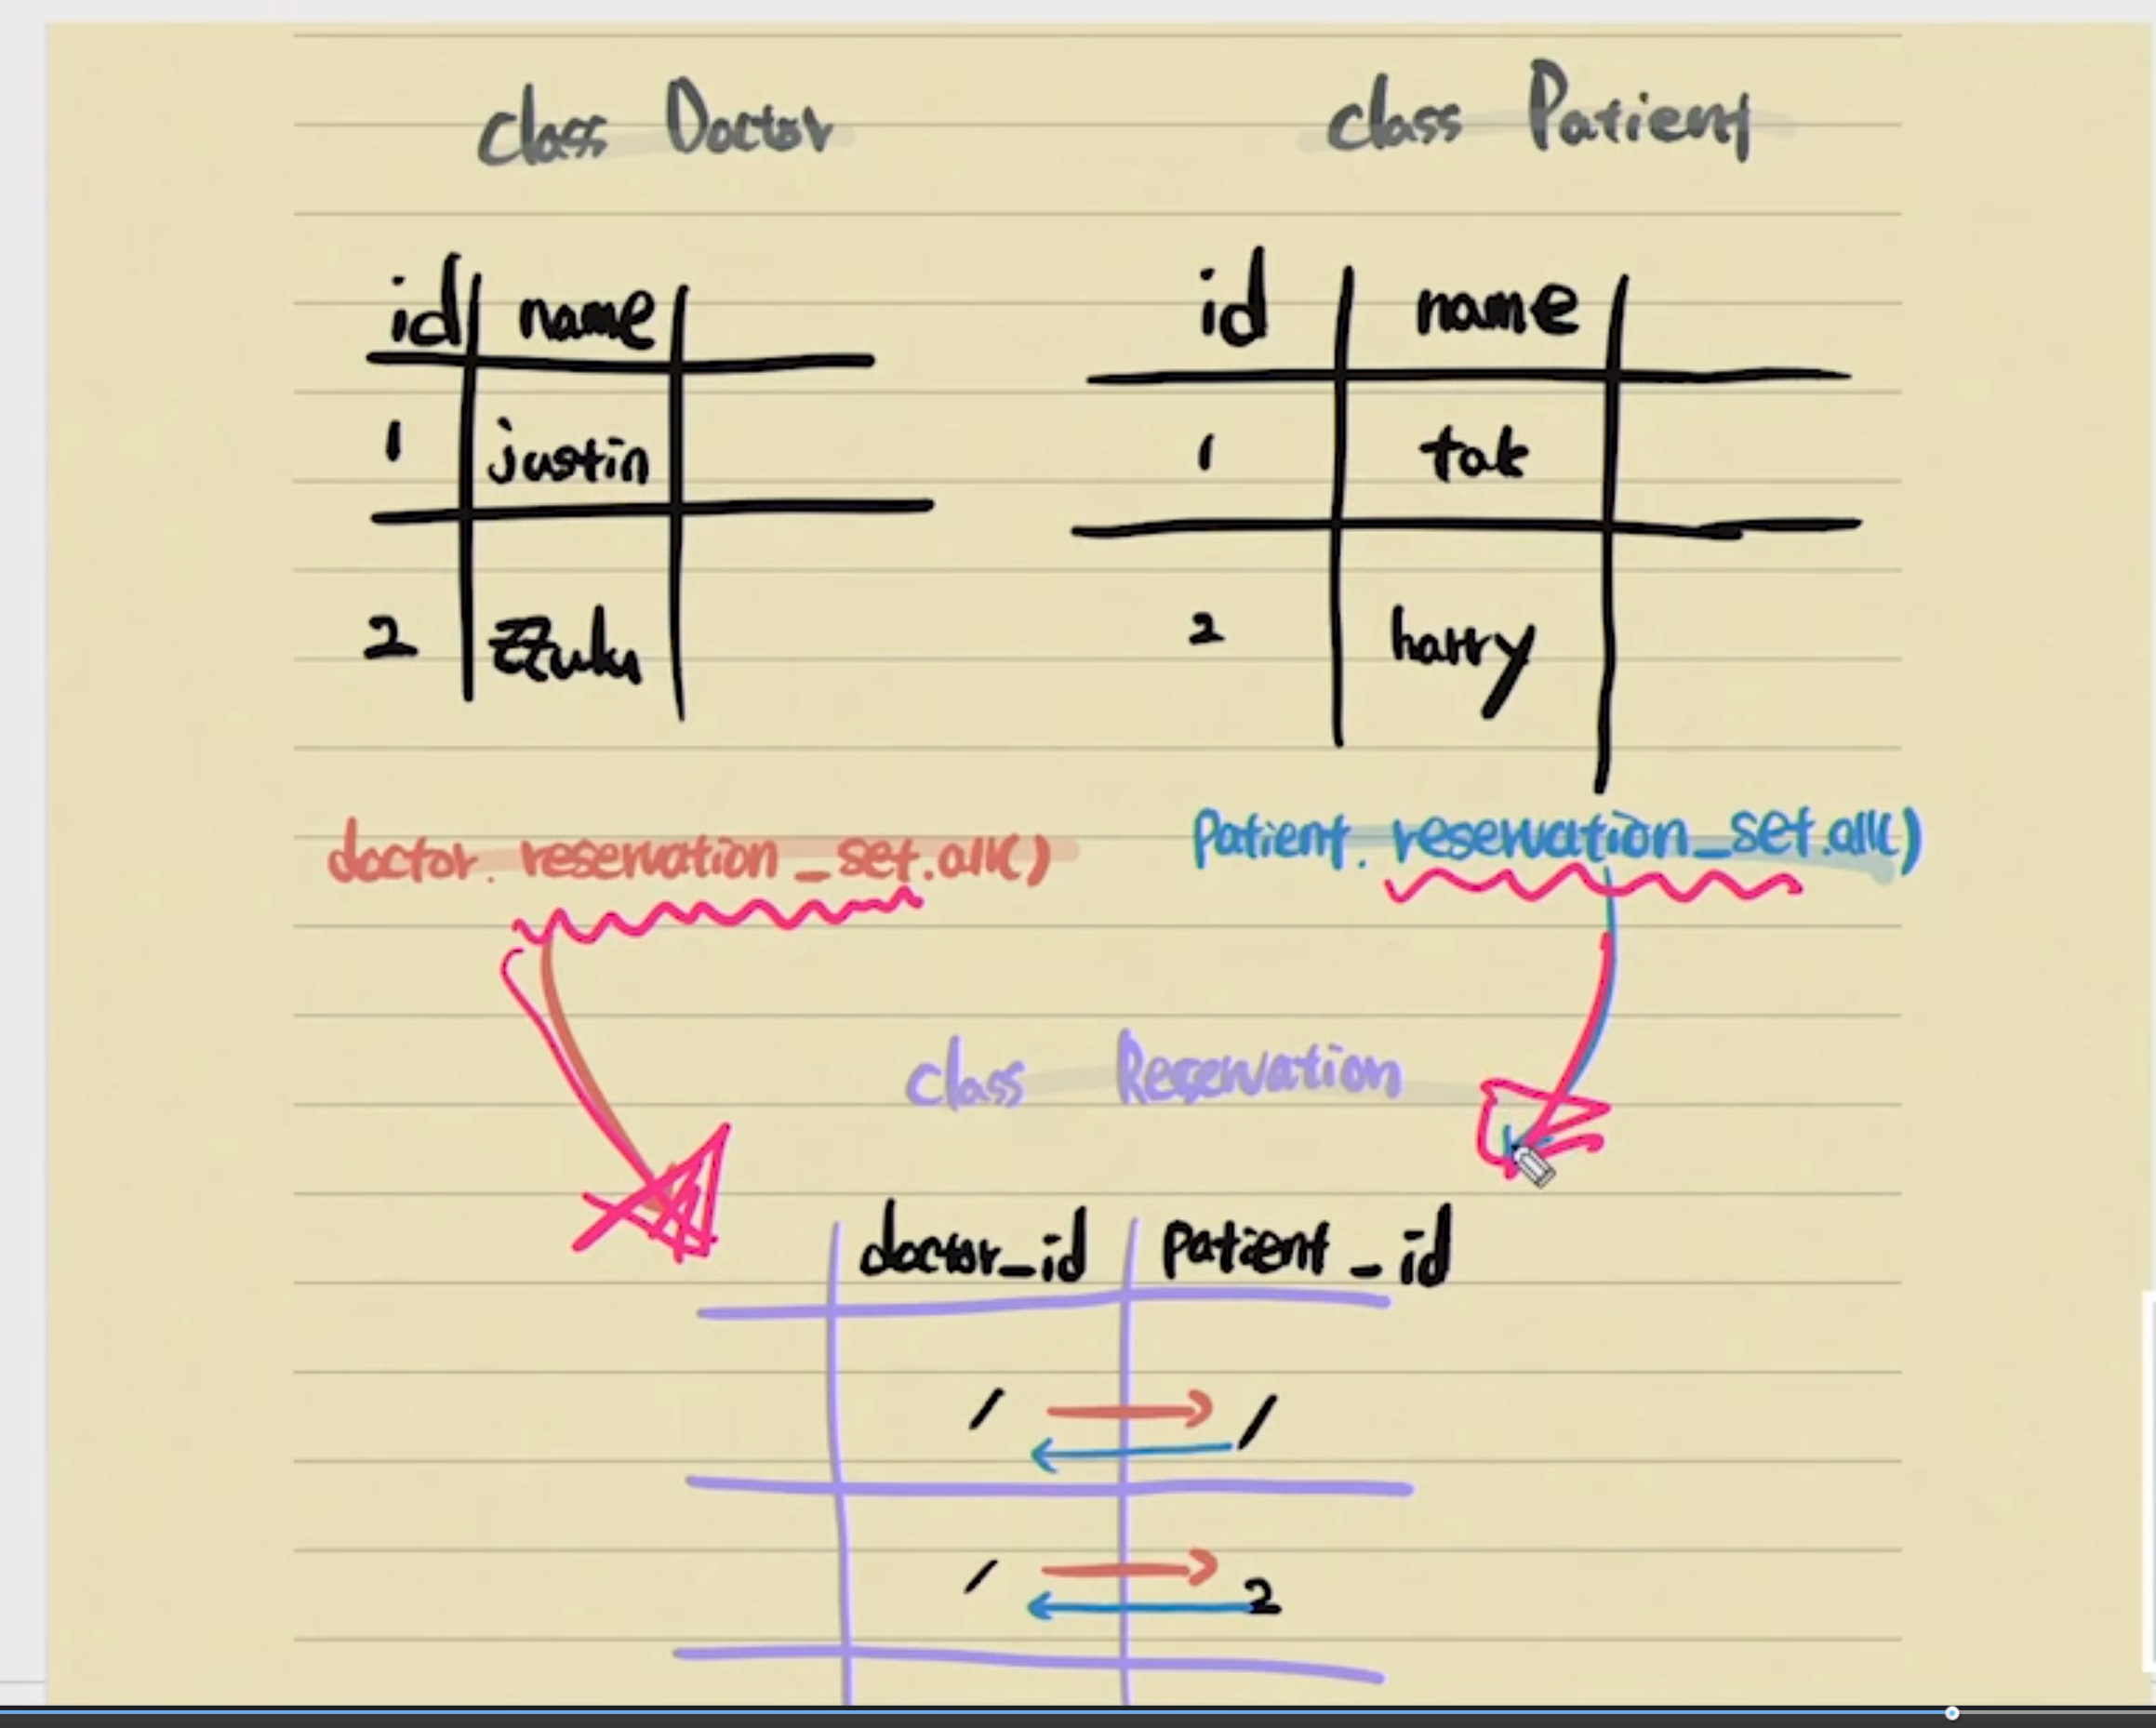 class Doctor
class Patient
id name
1 justin
2 zzulu
id name
1 tak
2 harry
doctor. reservation_set.all()
patient. reservation_set.all()
class Reservation
doctor_id patient_id
1 1
1 2